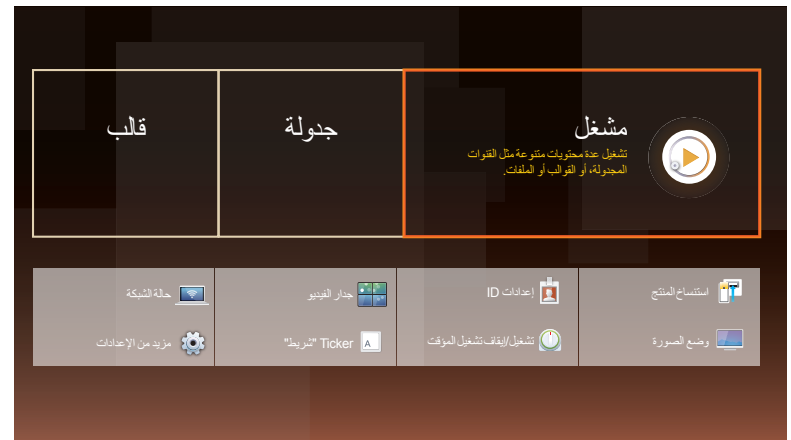 مشغل
تشغيل عدة محتويات متنوعة مثل القنوات
المجدولة، أو القوالب أو الملفات.
جدولة
قالب
استنساخ المنتج
إعدادات ID
جدار الفيديو
حالة الشبكة
وضع الصورة
تشغيل/إيقاف تشغيل المؤقت
Ticker "شريط"
A
مزيد من الإعدادات